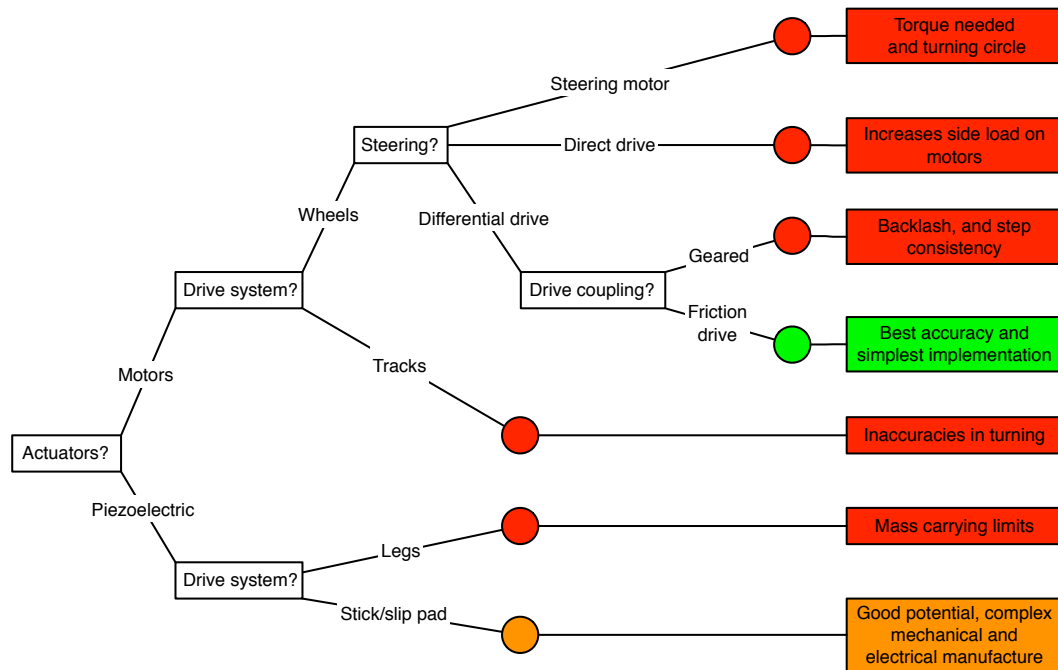 Torque needed
and turning circle
Steering motor
Steering?
Direct drive
Increases side load on
motors
Wheels
Differential drive
Backlash, and step
consistency
Geared
Drive system?
Drive coupling?
Friction
drive
Best accuracy and
simplest implementation
Motors
Tracks
Actuators?
Inaccuracies in turning
Piezoelectric
Legs
Mass carrying limits
Drive system?
Stick/slip pad
Good potential, complex
mechanical and
electrical manufacture